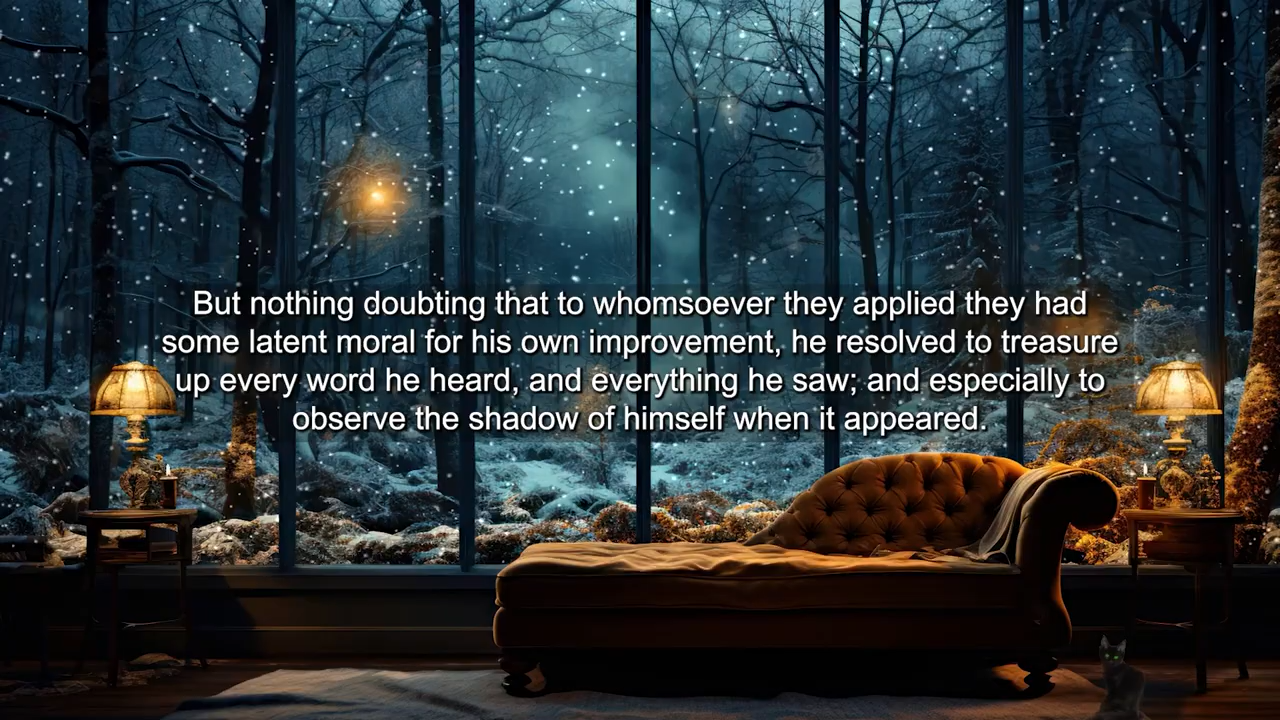 But nothing doubting that to whomsoever they applied they had
some latent moral for his own improvement, he resolved to treasure
up every word he heard, and everything he saw; and especially to
observe the shadow of himself when it appeared.